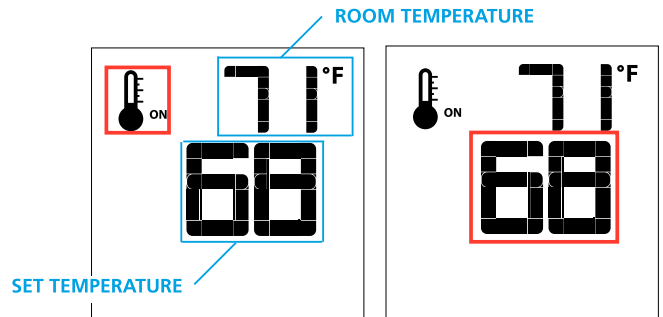 ROOM TEMPERATURE
71 °F
ON
68
SET TEMPERATURE
71 °F
ON
68